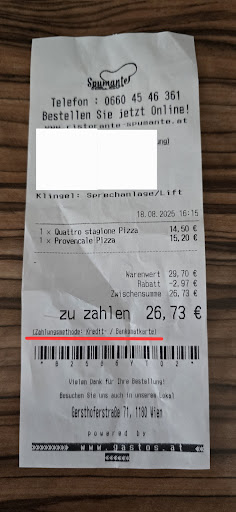 Spumante
Telefon : 0660 45 46 361
Bestellen Sie jetzt Online!
www.ristorante-spumante.at
Klingel: Sprechanlage/Lift
18.08.2025 16:15
1 × Quattro stagione Pizza 14,50 €
1 × Provencale Pizza 15,20 €
Warenwert 29,70 €
Rabatt -2,97 €
Zwischensumme 26,73 €
zu zahlen 26,73 €
(Zahlungsmethode: Kredit- / Bankomatkarte)
Vielen Dank für Ihre Bestellung!
Besuchen Sie uns auch in unserem Lokal
Gersthoferstraße 71, 1180 Wien
powered by
www.gastos.at